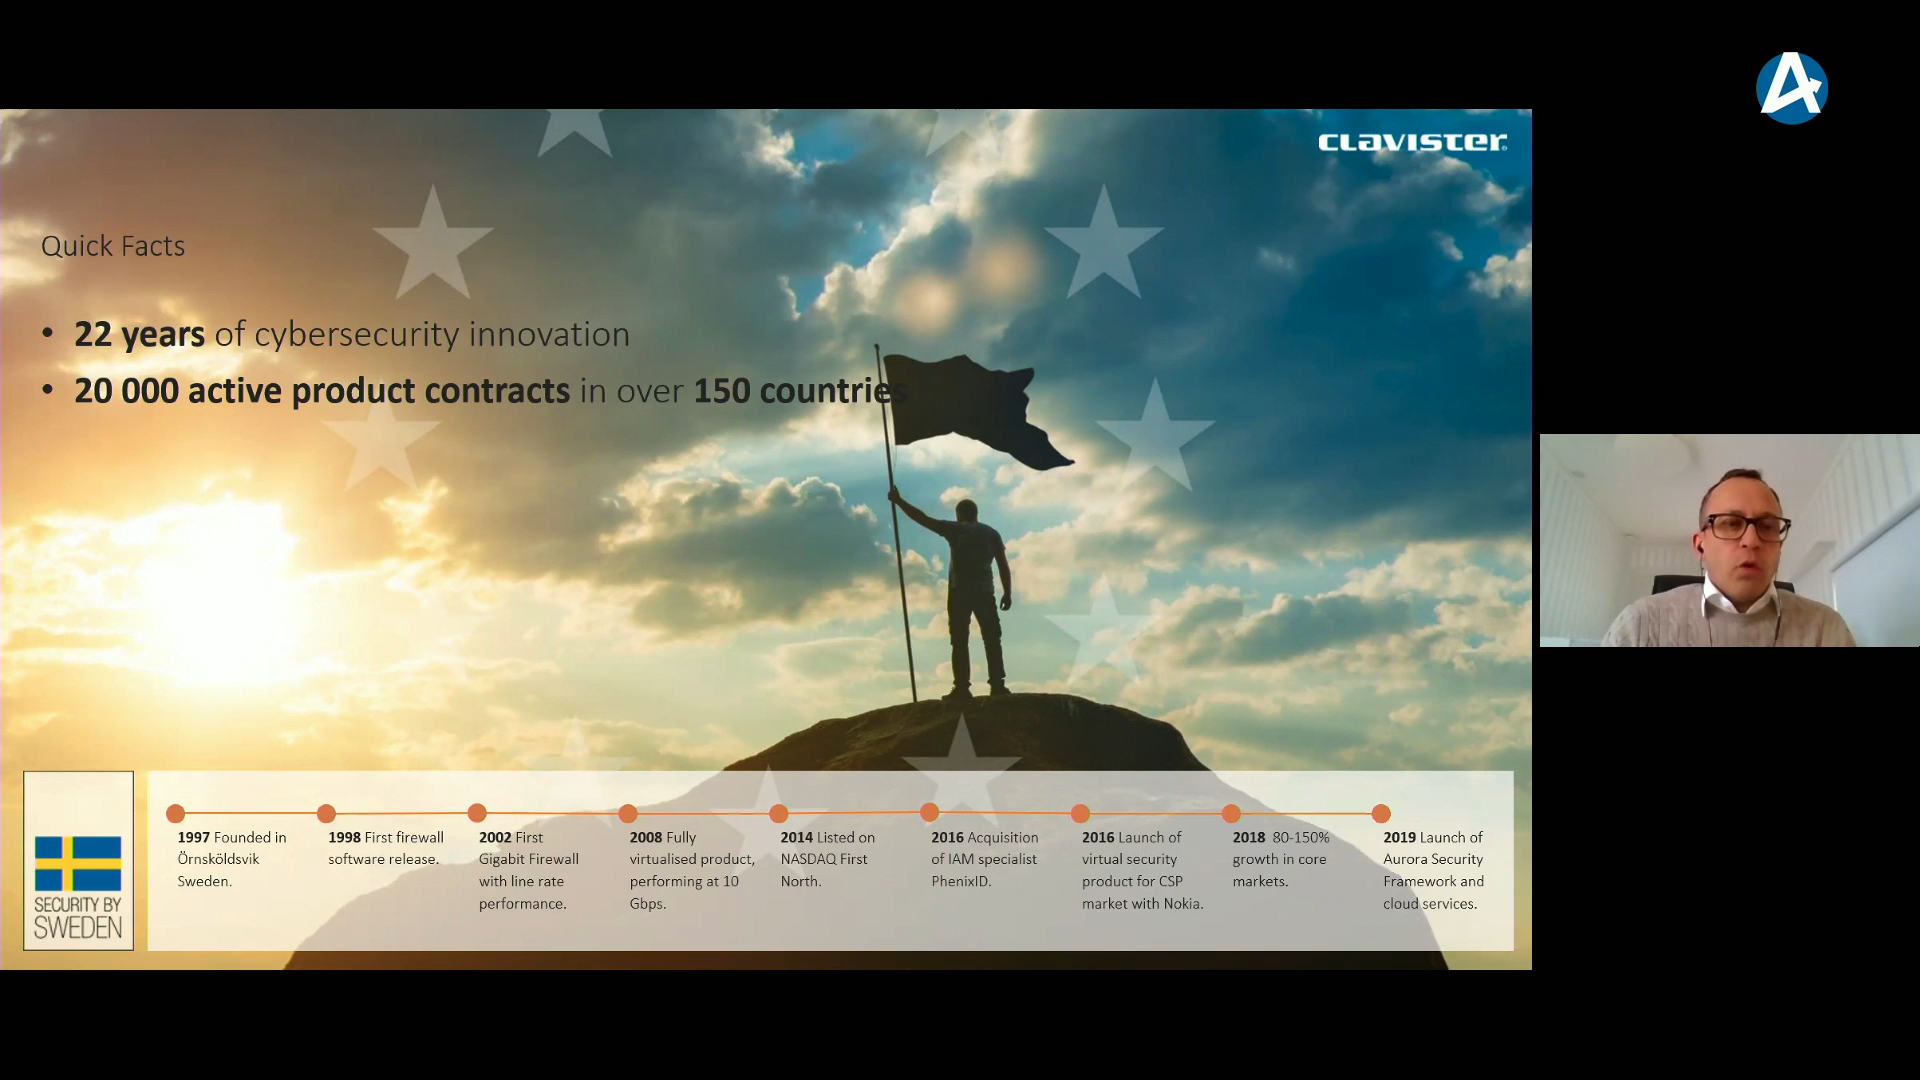 CLAVISTER
Quick Facts
• 22 years of cybersecurity innovation
• 20 000 active product contracts in over 150 countries
SECURITY BY
SWEDEN
1997 Founded in
Örnsköldsvik
Sweden.
1998 First firewall
software release.
2002 First
Gigabit Firewall
with line rate
performance.
2008 Fully
virtualised product,
performing at 10
Gbps.
2014 Listed on
NASDAQ First
North.
2016 Acquisition
of IAM specialist
PhenixID.
2016 Launch of
virtual security
product for CSP
market with Nokia.
2018 80-150%
growth in core
markets.
2019 Launch of
Aurora Security
Framework and
cloud services.